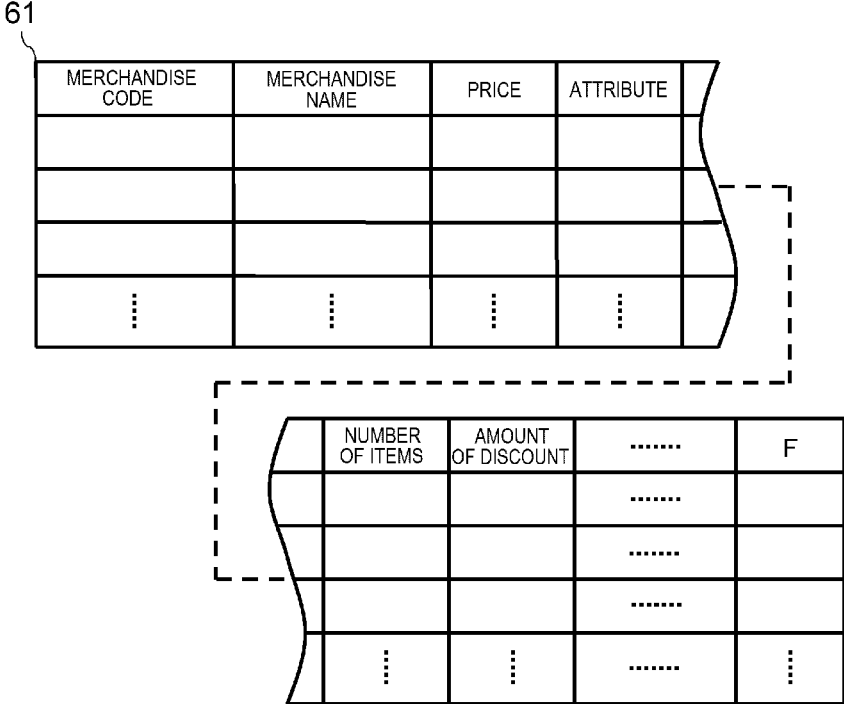 61
MERCHANDISE
CODE
MERCHANDISE
NAME
PRICE
ATTRIBUTE
NUMBER
OF ITEMS
AMOUNT
OF DISCOUNT
F